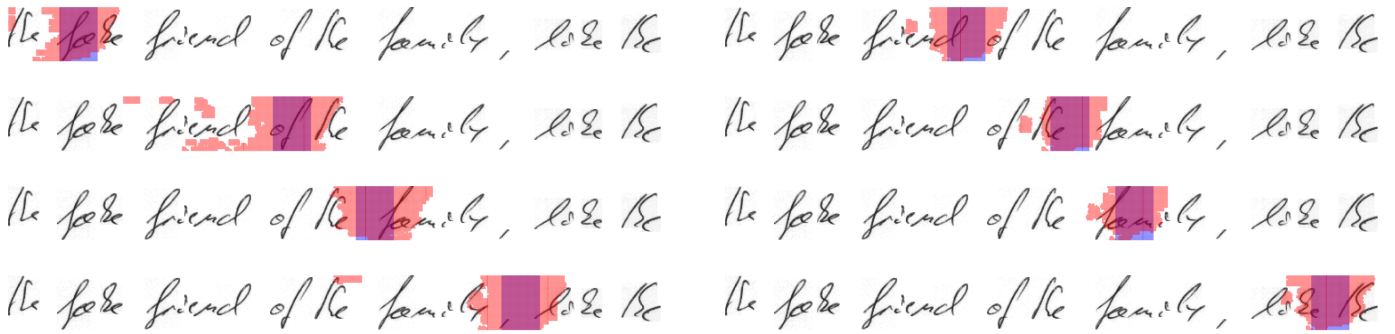 the fake friend of the family, like the
the fake friend of the family, like the
the fake friend of the family, like the
the fake friend of the family, like the
the fake friend of the family, like the
the fake friend of the family, like the
the fake friend of the family, like the
the fake friend of the family, like the